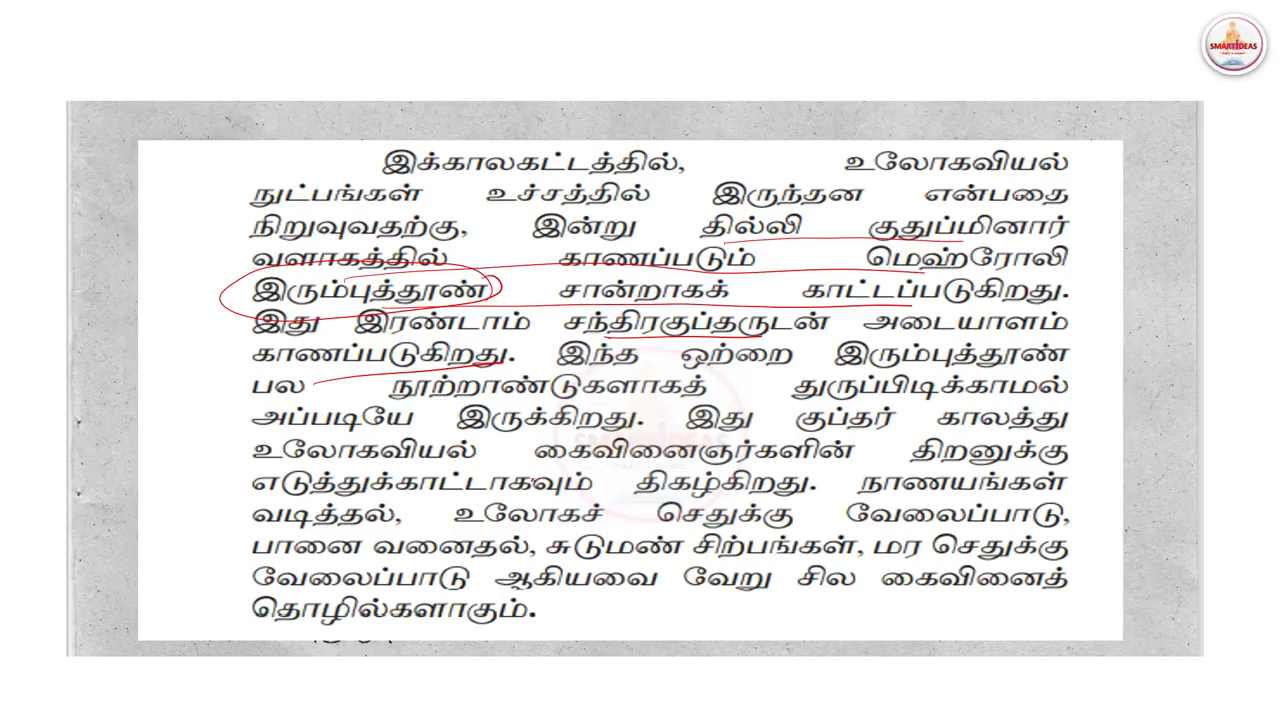 SMARTIDEAS
இக்காலகட்டத்தில், உலோகவியல்
நுட்பங்கள் உச்சத்தில் இருந்தன என்பதை
நிறுவுவதற்கு, இன்று தில்லி குதுப்மினார்
வளாகத்தில் காணப்படும் மெஹ்ரோலி
இரும்புத்தூண் சான்றாகக் காட்டப்படுகிறது.
இது இரண்டாம் சந்திரகுப்தருடன் அடையாளம்
காணப்படுகிறது. இந்த ஒற்றை இரும்புத்தூண்
பல நூற்றாண்டுகளாகத் துருப்பிடிக்காமல்
அப்படியே இருக்கிறது. இது குப்தர் காலத்து
உலோகவியல் கைவினைஞர்களின் திறனுக்கு
எடுத்துக்காட்டாகவும் திகழ்கிறது. நாணயங்கள்
வடித்தல், உலோகச் செதுக்கு வேலைப்பாடு,
பானை வனைதல், சுடுமண் சிற்பங்கள், மர செதுக்கு
வேலைப்பாடு ஆகியவை வேறு சில கைவினைத்
தொழில்களாகும்.
SMARTIDEAS